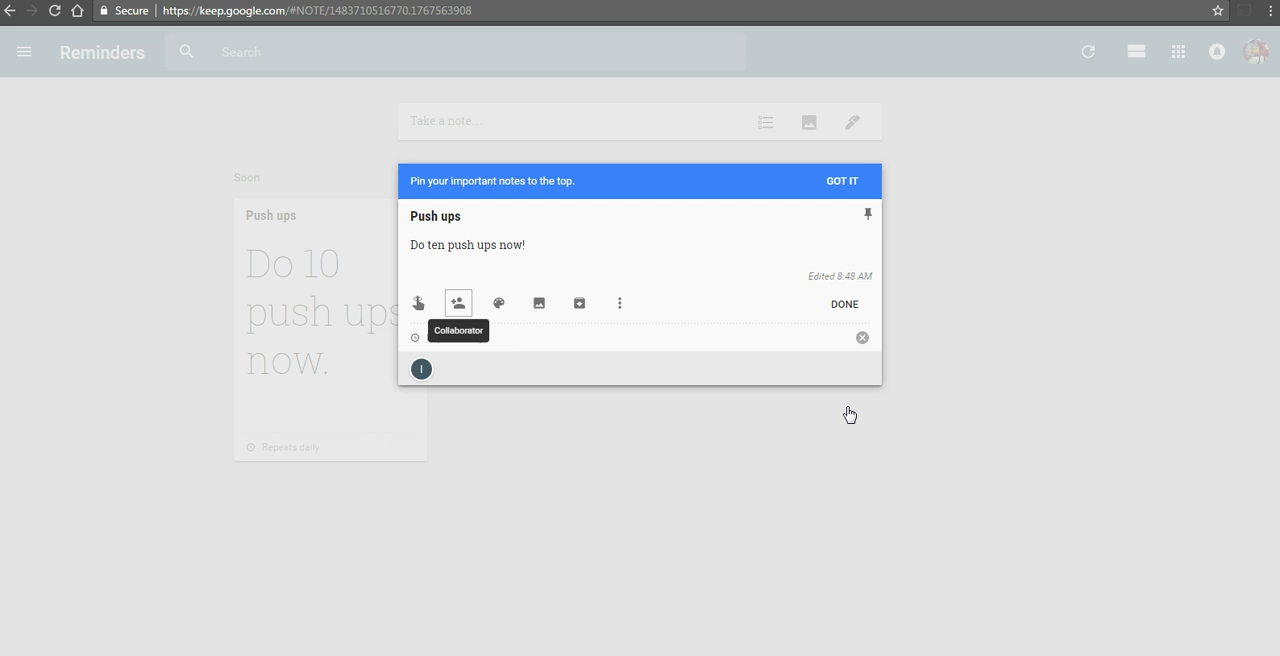 Secure | https://keep.google.com/#NOTE/1483710516770.1767563908
Reminders
Search
Take a note...
Soon
Push ups
Do 10
push ups
now.
Repeats daily
Pin your important notes to the top.
GOT IT
Push ups
Do ten push ups now!
Edited 8:48 AM
DONE
Collaborator
I